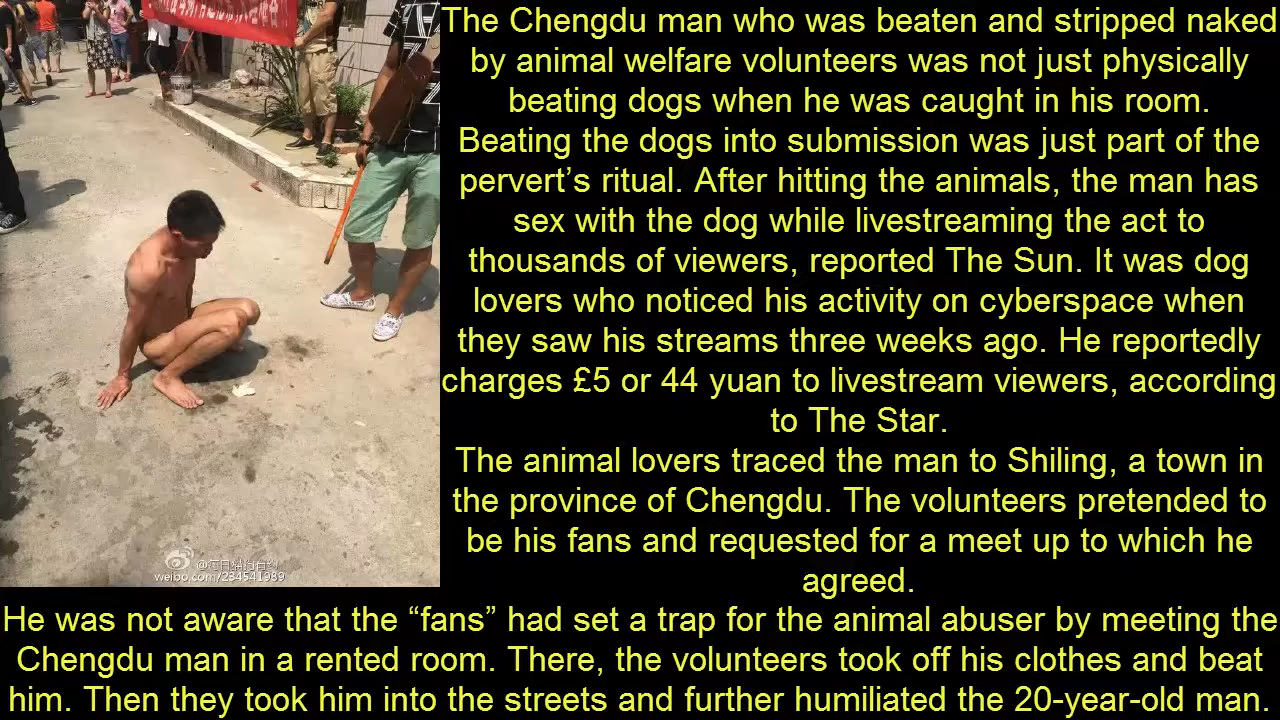 The Chengdu man who was beaten and stripped naked
by animal welfare volunteers was not just physically
beating dogs when he was caught in his room.
Beating the dogs into submission was just part of the
pervert’s ritual. After hitting the animals, the man has
sex with the dog while livestreaming the act to
thousands of viewers, reported The Sun. It was dog
lovers who noticed his activity on cyberspace when
they saw his streams three weeks ago. He reportedly
charges £5 or 44 yuan to livestream viewers, according
to The Star.
The animal lovers traced the man to Shiling, a town in
the province of Chengdu. The volunteers pretended to
be his fans and requested for a meet up to which he
agreed.
He was not aware that the “fans” had set a trap for the animal abuser by meeting the
Chengdu man in a rented room. There, the volunteers took off his clothes and beat
him. Then they took him into the streets and further humiliated the 20-year-old man.
weibo.com/234541989